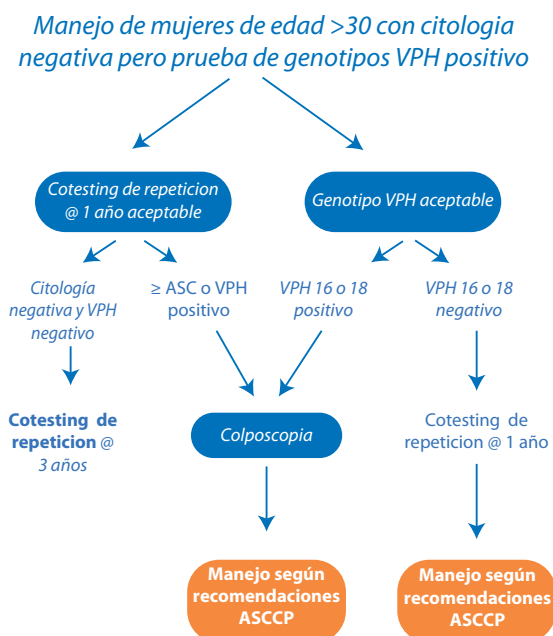 Manejo de mujeres de edad >30 con citologia
negativa pero prueba de genotipos VPH positivo
Cotesting de repeticion
@ 1 año aceptable
Genotipo VPH aceptable
Citología
negativa y VPH
negativo
≥ ASC o VPH
positivo
VPH 16 o 18
positivo
VPH 16 o 18
negativo
Cotesting de
repeticion @
3 años
Colposcopia
Cotesting de
repeticion @ 1 año
Manejo según
recomendaciones
ASCCP
Manejo según
recomendaciones
ASCCP